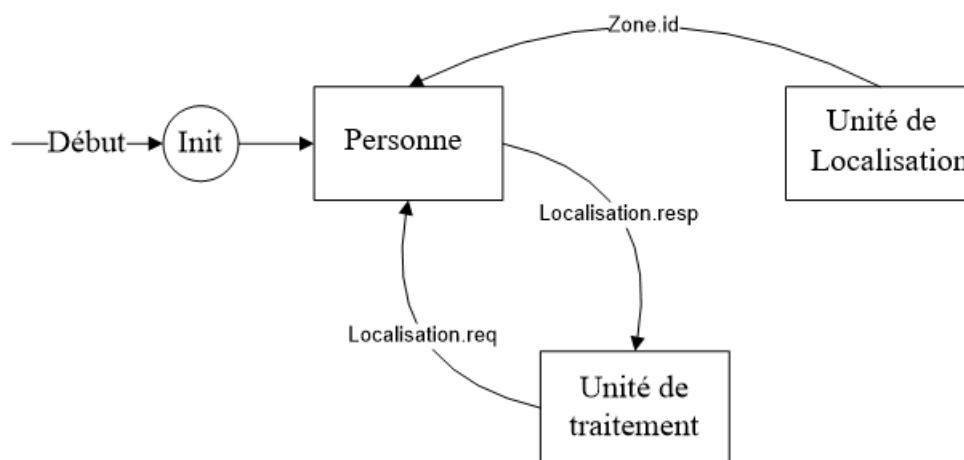 Zone.id
Début
Init
Personne
Unité de
Localisation
Localisation.resp
Localisation.req
Unité de
traitement